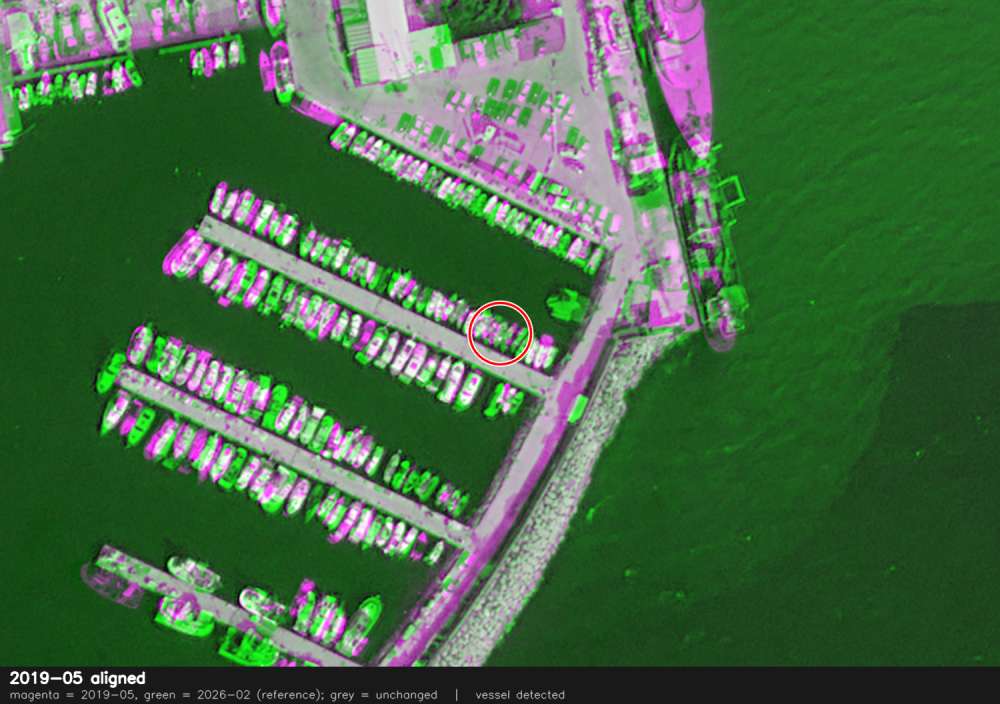 2019-05 aligned
magenta = 2019-05, green = 2026-02 (reference); grey = unchanged | vessel detected